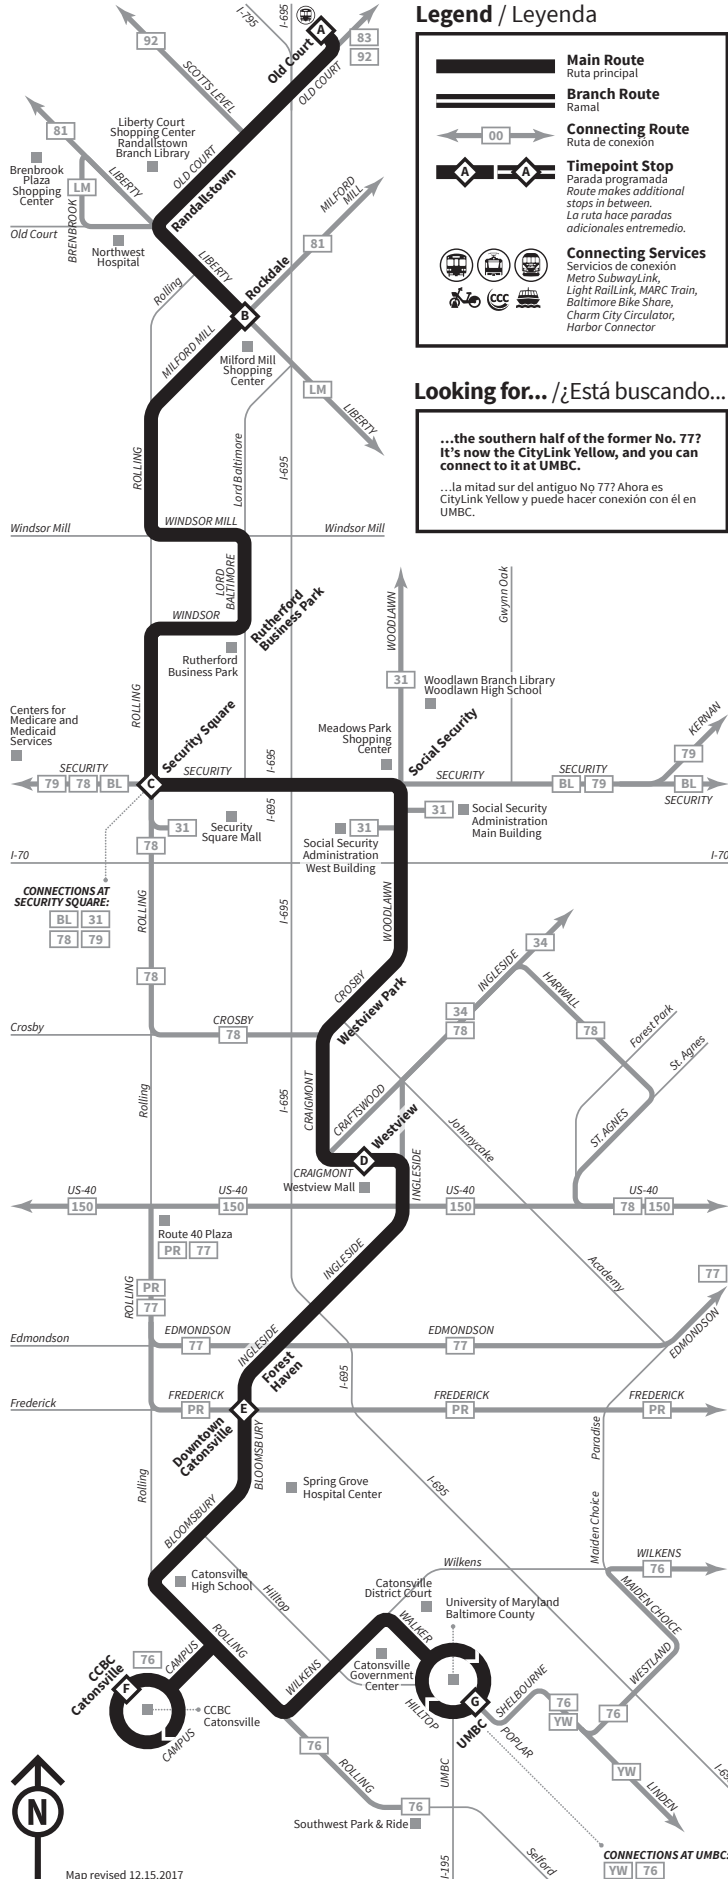 Legend / Leyenda
Main Route
Ruta principal
Branch Route
Ramal
00
Connecting Route
Ruta de conexión
A
A
Timepoint Stop
Parada programada
Route makes additional
stops in between.
La ruta hace paradas
adicionales entremedio.
Connecting Services
Servicios de conexión
Metro SubwayLink,
Light RailLink, MARC Train,
Baltimore Bike Share,
Charm City Circulator,
Harbor Connector
CCC
Looking for... /¿Está buscando...
...the southern half of the former No. 77?
It's now the CityLink Yellow, and you can
connect to it at UMBC.
...la mitad sur del antiguo No 77? Ahora es
CityLink Yellow y puede hacer conexión con él en
UMBC.
I-795
I-695
A
Old Court
83
92
OLD COURT
92
SCOTTS LEVEL
81
Liberty Court
Shopping Center
Randallstown
Branch Library
OLD COURT
Brenbrook
Plaza
Shopping
Center
LM
LIBERTY
BRENBROOK
Old Court
Northwest
Hospital
Randallstown
MILFORD
MILL
81
LIBERTY
Rockdale
Rolling
B
MILFORD MILL
Milford Mill
Shopping
Center
LM
LIBERTY
ROLLING
Lord Baltimore
I-695
Windsor Mill
WINDSOR MILL
Windsor Mill
LORD
BALTIMORE
WINDSOR
Rutherford
Business Park
Rutherford
Business Park
ROLLING
WOODLAWN
Gwynn Oak
31
Woodlawn Branch Library
Woodlawn High School
Centers for
Medicare and
Medicaid
Services
Security Square
Meadows Park
Shopping
Center
Social Security
KERNAN
79
I-695
SECURITY
79
78
BL
C
SECURITY
SECURITY
SECURITY
BL
79
BL
SECURITY
I-695
31
Security
Square Mall
78
31
Social Security
Administration
West Building
31
Social Security
Administration
Main Building
I-70
I-70
CONNECTIONS AT
SECURITY SQUARE:
BL
31
78
79
ROLLING
I-695
WOODLAWN
78
34
INGLESIDE
HARWALL
CROSBY
Westview Park
34
78
78
Forest Park
St. Agnes
Crosby
CROSBY
78
Rolling
I-695
CRAIGMONT
CRAFTSWOOD
Westview
Johnnycake
ST. AGNES
D
CRAIGMONT
Westview Mall
INGLESIDE
US-40
150
US-40
150
US-40
150
US-40
78
150
Route 40 Plaza
PR
77
INGLESIDE
Academy
77
ROLLING
PR
77
Edmondson
EDMONDSON
77
INGLESIDE
Forest
Haven
EDMONDSON
77
EDMONDSON
I-695
Frederick
FREDERICK
PR
E
FREDERICK
PR
FREDERICK
PR
Downtown
Catonsville
BLOOMSBURY
Paradise
Rolling
Spring Grove
Hospital Center
I-695
Maiden Choice
BLOOMSBURY
Wilkens
WILKENS
76
Catonsville
High School
Hilltop
Catonsville
District Court
University of Maryland
Baltimore County
MAIDEN CHOICE
ROLLING
WALKER
76
CAMPUS
CCBC
Catonsville
F
WILKENS
Catonsville
Government
Center
WESTLAND
CCBC
Catonsville
CAMPUS
HILLTOP
G
UMBC
SHELBOURNE
76
YW
76
POPLAR
76
ROLLING
UMBC
YW
LINDEN
I-695
76
Southwest Park & Ride
Selford
I-195
CONNECTIONS AT UMBC:
YW
76
N
Map revised 12.15.2017